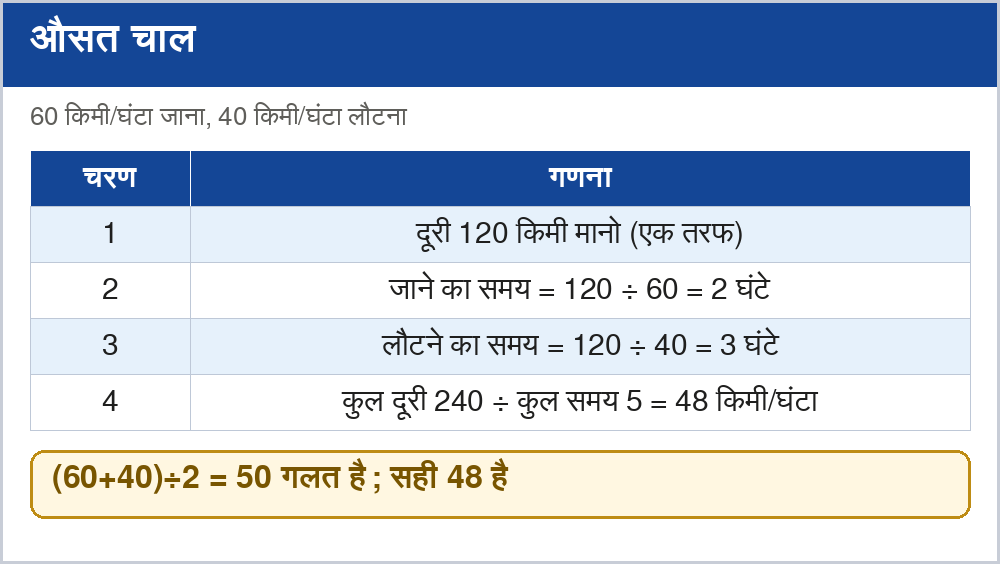 औसत चाल
60 किमी/घंटा जाना, 40 किमी/घंटा लौटना
चरण गणना
1 दूरी 120 किमी मानो (एक तरफ)
2 जाने का समय = 120 ÷ 60 = 2 घंटे
3 लौटने का समय = 120 ÷ 40 = 3 घंटे
4 कुल दूरी 240 ÷ कुल समय 5 = 48 किमी/घंटा
(60+40)÷2 = 50 गलत है ; सही 48 है